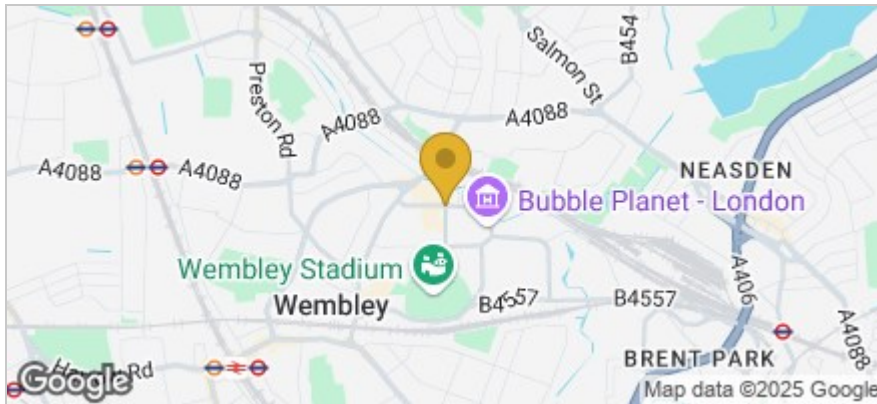 B454
Salmon St
Preston Rd
A4088
A4088
A4088
A4088
NEASDEN
Bubble Planet - London
Wembley Stadium
Wembley
B4557
B4557
A406
A4088
BRENT PARK
Rd
Google
Map data ©2025 Google